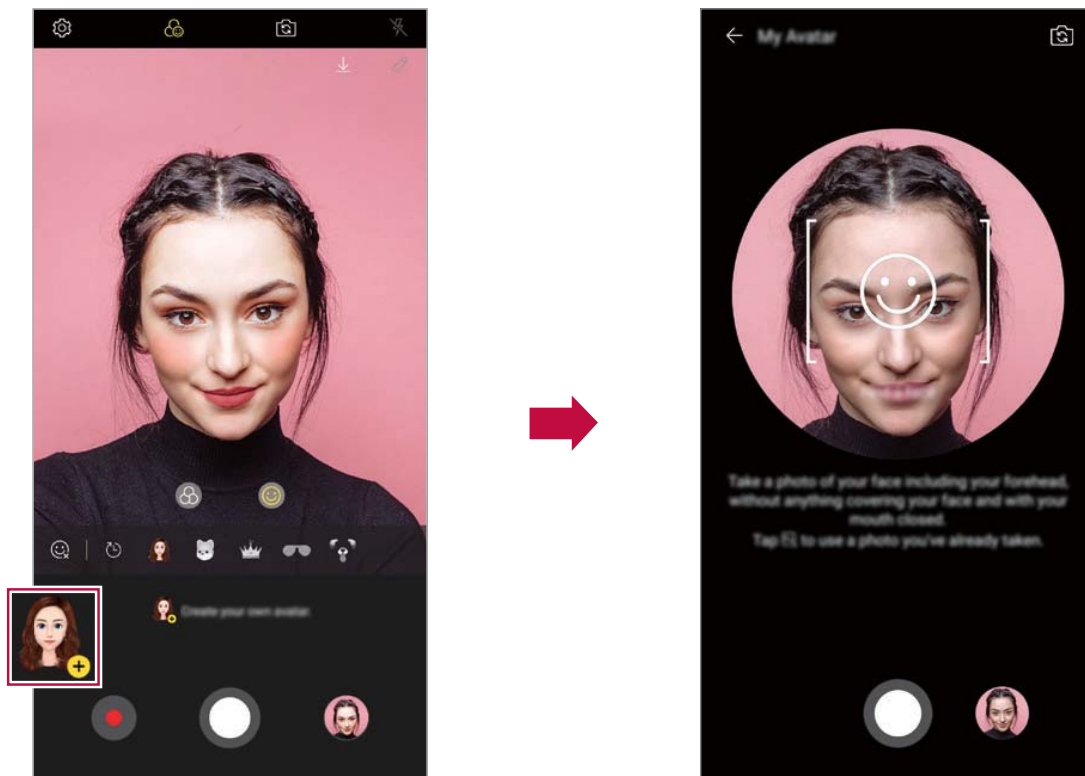 My Avatar
Take a photo of your face including your forehead,
without anything covering your face and with your
mouth closed.
Tap to use a photo you've already taken.
Create your own avatar.